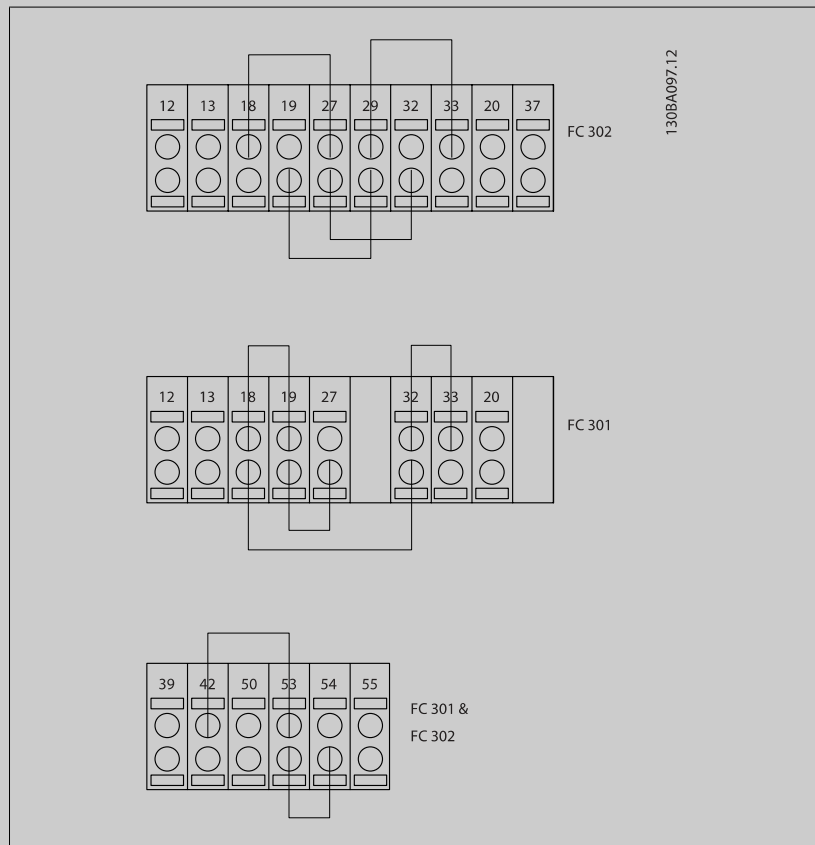 130BA097.12
12 13 18 19 27 29 32 33 20 37
FC 302
12 13 18 19 27 32 33 20
FC 301
39 42 50 53 54 55
FC 301 &
FC 302